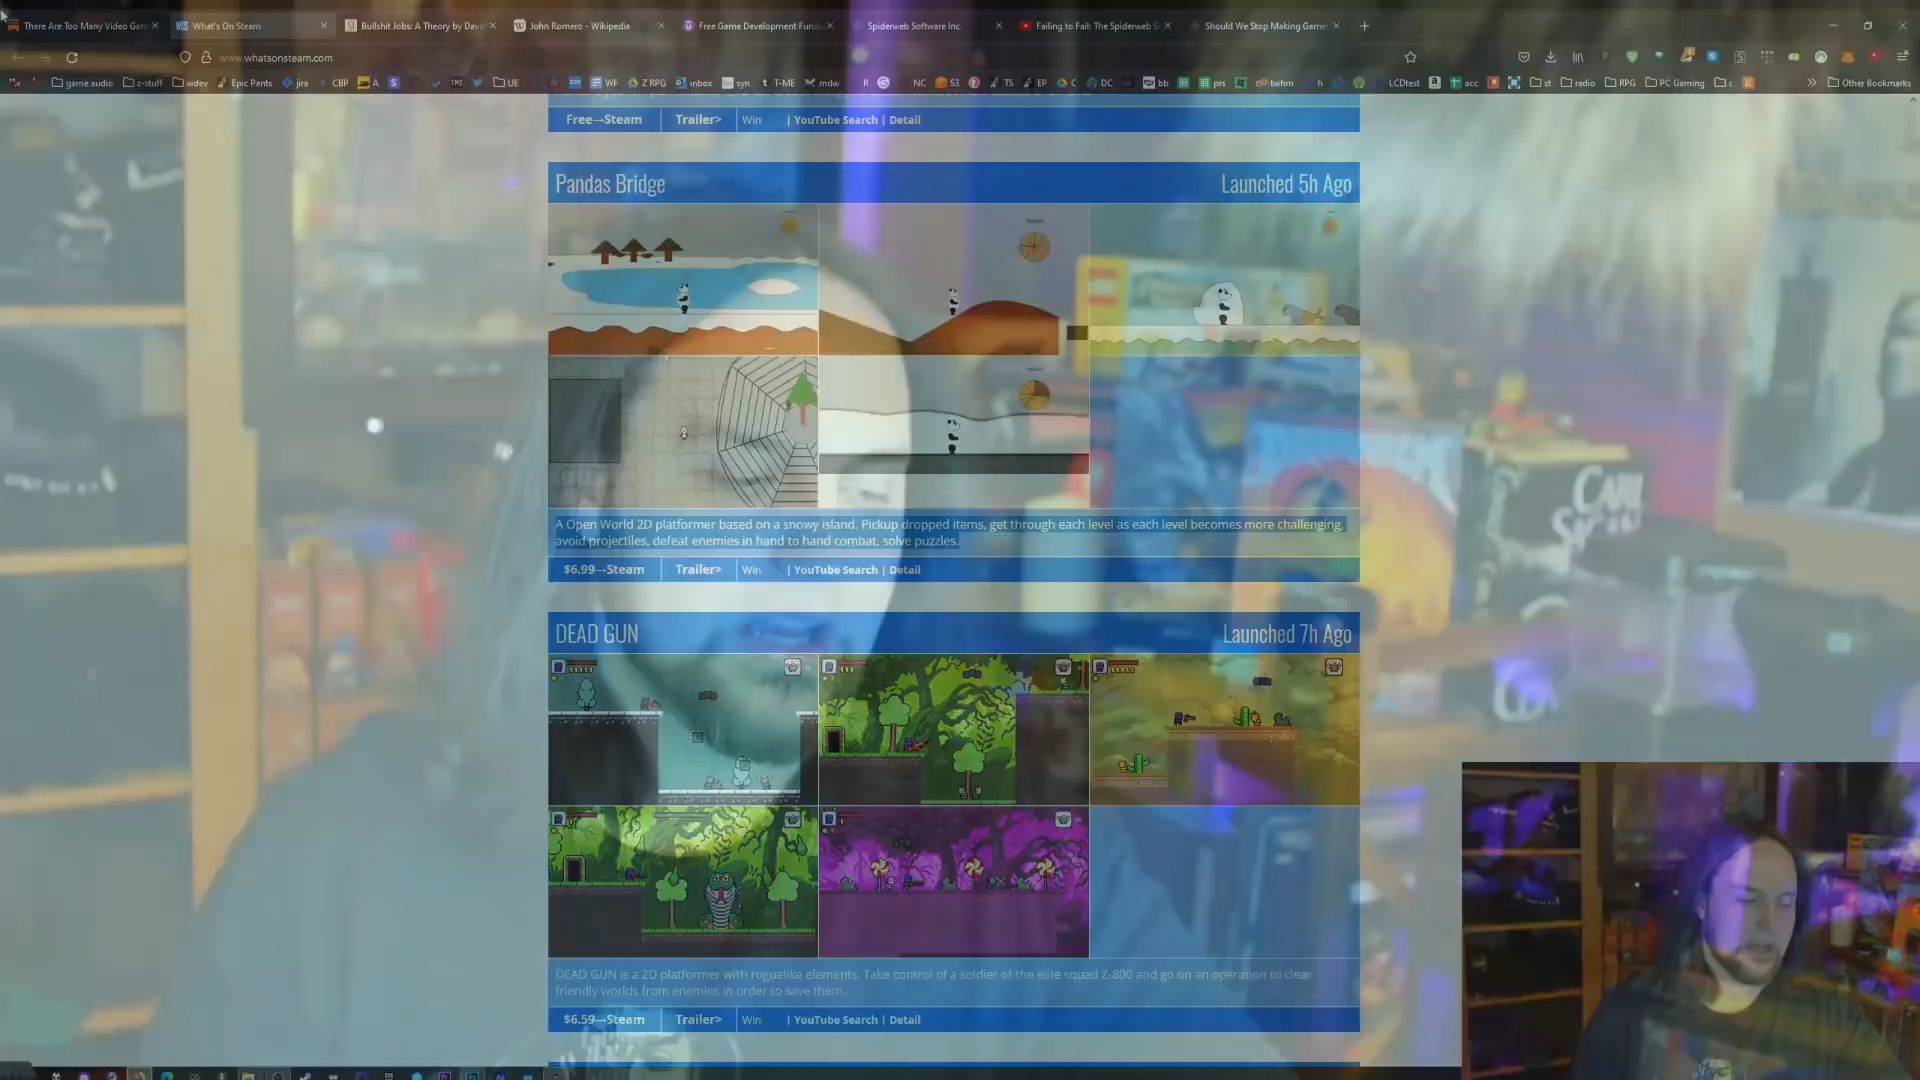 There Are Too Many Video Gam
What's On Steam
Bullshit Jobs: A Theory by Davi
John Romero - Wikipedia
Free Game Development Fund
Spiderweb Software Inc.
Failing to Fail: The Spiderweb S
Should We Stop Making Game
www.whatsonsteam.com
game audio
z-stuff
wdev
Epic Pants
jira
CBP
A
TME
UE
WF
Z RPG
inbox
syn
T-ME
mdw
R
NC
S3
TS
EP
C
DC
bb
prs
twhm
h
LCDtest
acc
st
radio
RPG
PC Gaming
Other Bookmarks
Free→Steam Trailer> Win | YouTube Search | Detail
Pandas Bridge Launched 5h Ago
A Open World 2D platformer based on a snowy island. Pickup dropped items, get through each level as each level becomes more challenging,
avoid projectiles, defeat enemies in hand to hand combat, solve puzzles.
$6.99→Steam Trailer> Win | YouTube Search | Detail
DEAD GUN Launched 7h Ago
DEAD GUN is a 2D platformer with roguelike elements. Take control of a soldier of the elite squad Z-800 and go on an operation to clear
friendly worlds from enemies in order to save them.
$6.59→Steam Trailer> Win | YouTube Search | Detail